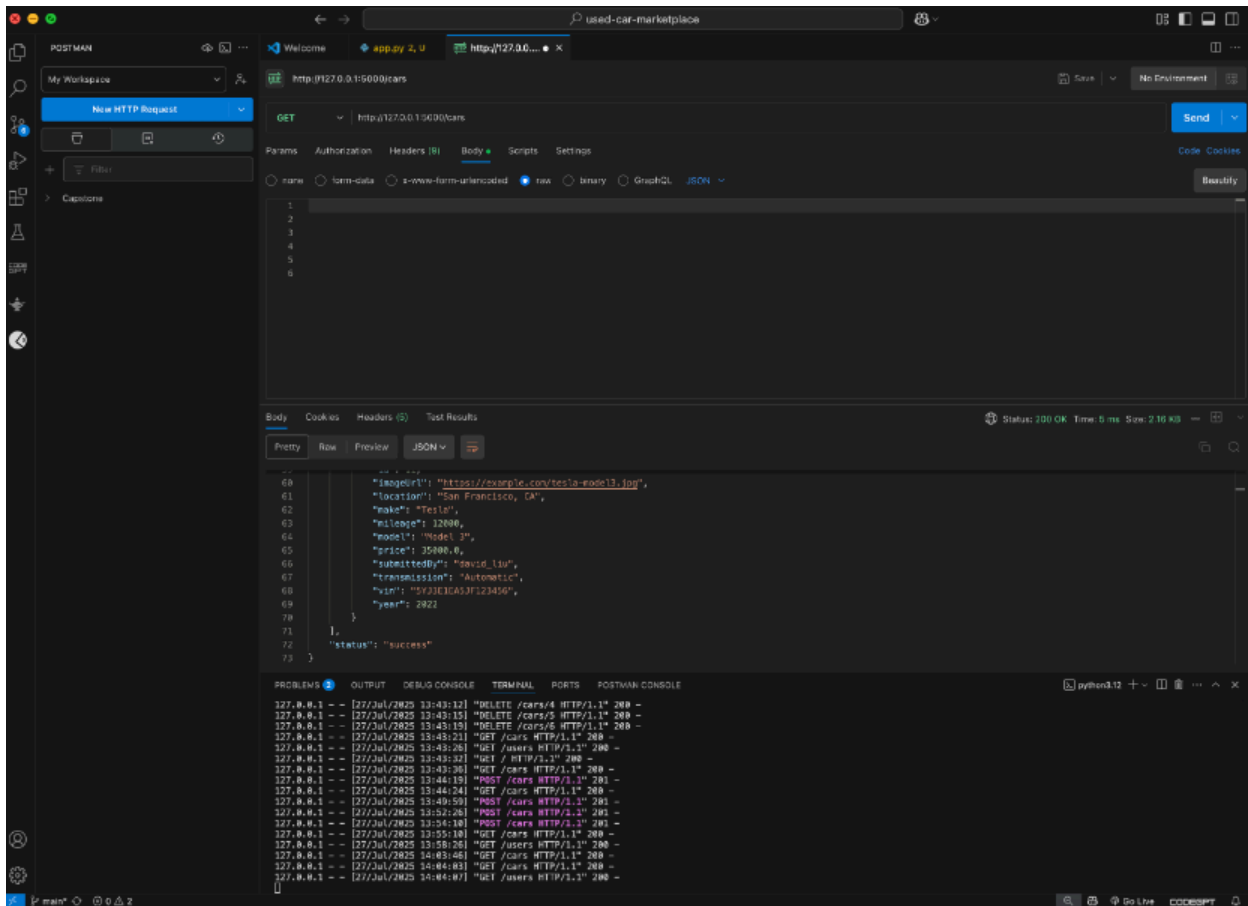 used-car-marketplace
POSTMAN
Welcome
app.py 2, U
http://127.0.0....
My Workspace
http://127.0.0.1:5000/cars
Save
No Environment
New HTTP Request
GET
http://127.0.0.1:5000/cars
Send
Params Authorization Headers (9) Body Scripts Settings
Code Cookies
Filter
none form-data x-www-form-urlencoded raw binary GraphQL JSON
Beautify
Capstone
1
2
3
4
5
6
Body Cookies Headers (5) Test Results
Status: 200 OK Time: 5 ms Size: 2.16 KB
Pretty Raw Preview JSON
60 "imageUrl": "https://example.com/tesla-model3.jpg",
61 "location": "San Francisco, CA",
62 "make": "Tesla",
63 "mileage": 12000,
64 "model": "Model 3",
65 "price": 35000.0,
66 "submittedBy": "david_liu",
67 "transmission": "Automatic",
68 "vin":
69 "year": 2022
70 }
71 ],
72 "status": "success"
73 }
PROBLEMS 2 OUTPUT DEBUG CONSOLE TERMINAL PORTS POSTMAN CONSOLE
python3.12
127.0.0.1 - - [27/Jul/2025 13:43:12] "DELETE /cars/4 HTTP/1.1" 200 -
127.0.0.1 - - [27/Jul/2025 13:43:15] "DELETE /cars/5 HTTP/1.1" 200 -
127.0.0.1 - - [27/Jul/2025 13:43:19] "DELETE /cars/6 HTTP/1.1" 200 -
127.0.0.1 - - [27/Jul/2025 13:43:21] "GET /cars HTTP/1.1" 200 -
127.0.0.1 - - [27/Jul/2025 13:43:26] "GET /users HTTP/1.1" 200 -
127.0.0.1 - - [27/Jul/2025 13:43:32] "GET / HTTP/1.1" 200 -
127.0.0.1 - - [27/Jul/2025 13:43:36] "GET /cars HTTP/1.1" 200 -
127.0.0.1 - - [27/Jul/2025 13:44:19] "POST /cars HTTP/1.1" 201 -
127.0.0.1 - - [27/Jul/2025 13:44:24] "GET /cars HTTP/1.1" 200 -
127.0.0.1 - - [27/Jul/2025 13:49:59] "POST /cars HTTP/1.1" 201 -
127.0.0.1 - - [27/Jul/2025 13:52:26] "POST /cars HTTP/1.1" 201 -
127.0.0.1 - - [27/Jul/2025 13:54:10] "POST /cars HTTP/1.1" 201 -
127.0.0.1 - - [27/Jul/2025 13:55:10] "GET /cars HTTP/1.1" 200 -
127.0.0.1 - - [27/Jul/2025 13:58:26] "GET /users HTTP/1.1" 200 -
127.0.0.1 - - [27/Jul/2025 14:03:46] "GET /cars HTTP/1.1" 200 -
127.0.0.1 - - [27/Jul/2025 14:04:03] "GET /cars HTTP/1.1" 200 -
127.0.0.1 - - [27/Jul/2025 14:04:07] "GET /users HTTP/1.1" 200 -
main* 0 2
Go Live CODEGPT